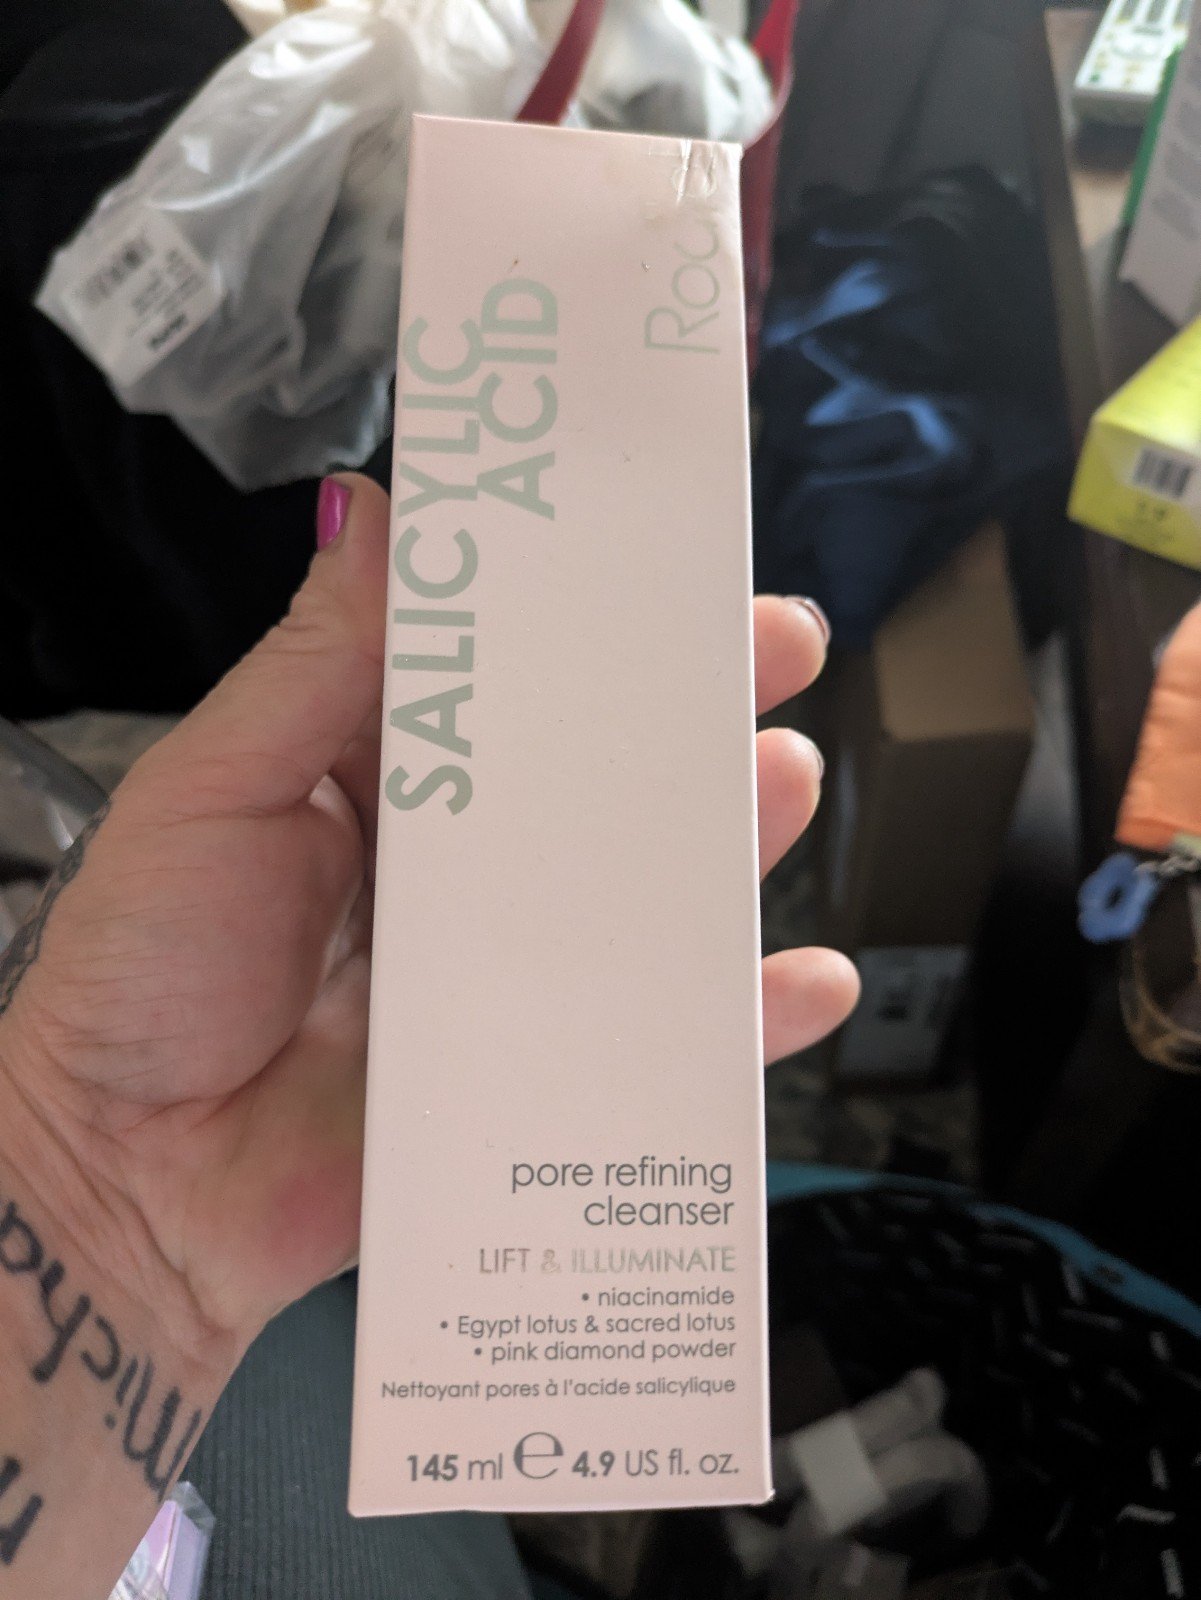 SALICYLIC
ACID
pore refining
cleanser
LIFT & ILLUMINATE
• niacinamide
• Egypt lotus & sacred lotus
• pink diamond powder
Nettoyant pores à l'acide salicylique
145 ml e 4.9 US fl. oz.